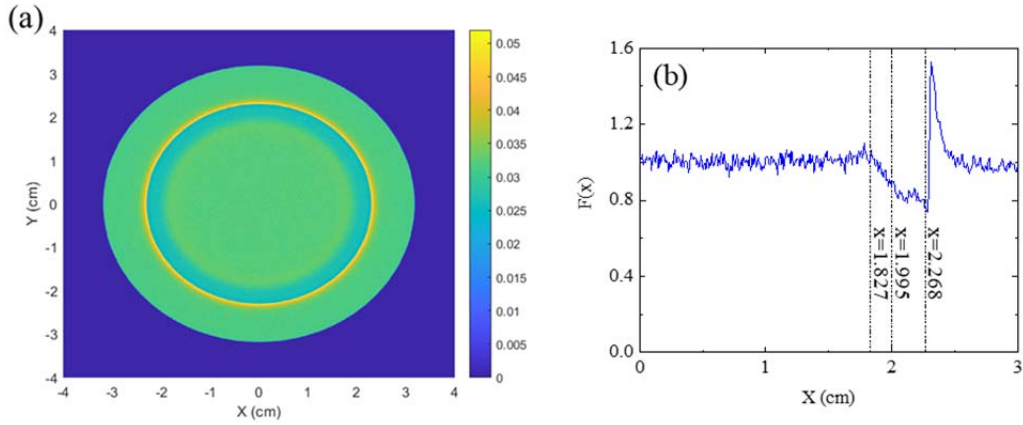 (a)
4
3
2
1
0
-1
-2
-3
-4
Y (cm)
-4 -3 -2 -1 0 1 2 3 4
X (cm)
0.05
0.045
0.04
0.035
0.03
0.025
0.02
0.015
0.01
0.005
0
(b)
1.6
1.2
0.8
0.4
0.0
F(x)
x=1.827
x=1.995
x=2.268
0 1 2 3
X (cm)